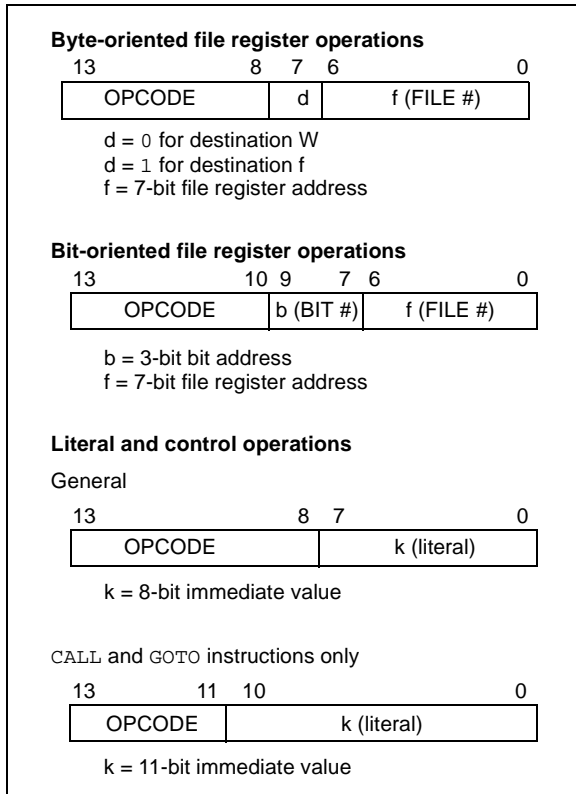 Byte-oriented file register operations
13 8 7 6 0
OPCODE d f (FILE #)
d = 0 for destination W
d = 1 for destination f
f = 7-bit file register address
Bit-oriented file register operations
13 10 9 7 6 0
OPCODE b (BIT #) f (FILE #)
b = 3-bit bit address
f = 7-bit file register address
Literal and control operations
General
13 8 7 0
OPCODE k (literal)
k = 8-bit immediate value
CALL and GOTO instructions only
13 11 10 0
OPCODE k (literal)
k = 11-bit immediate value